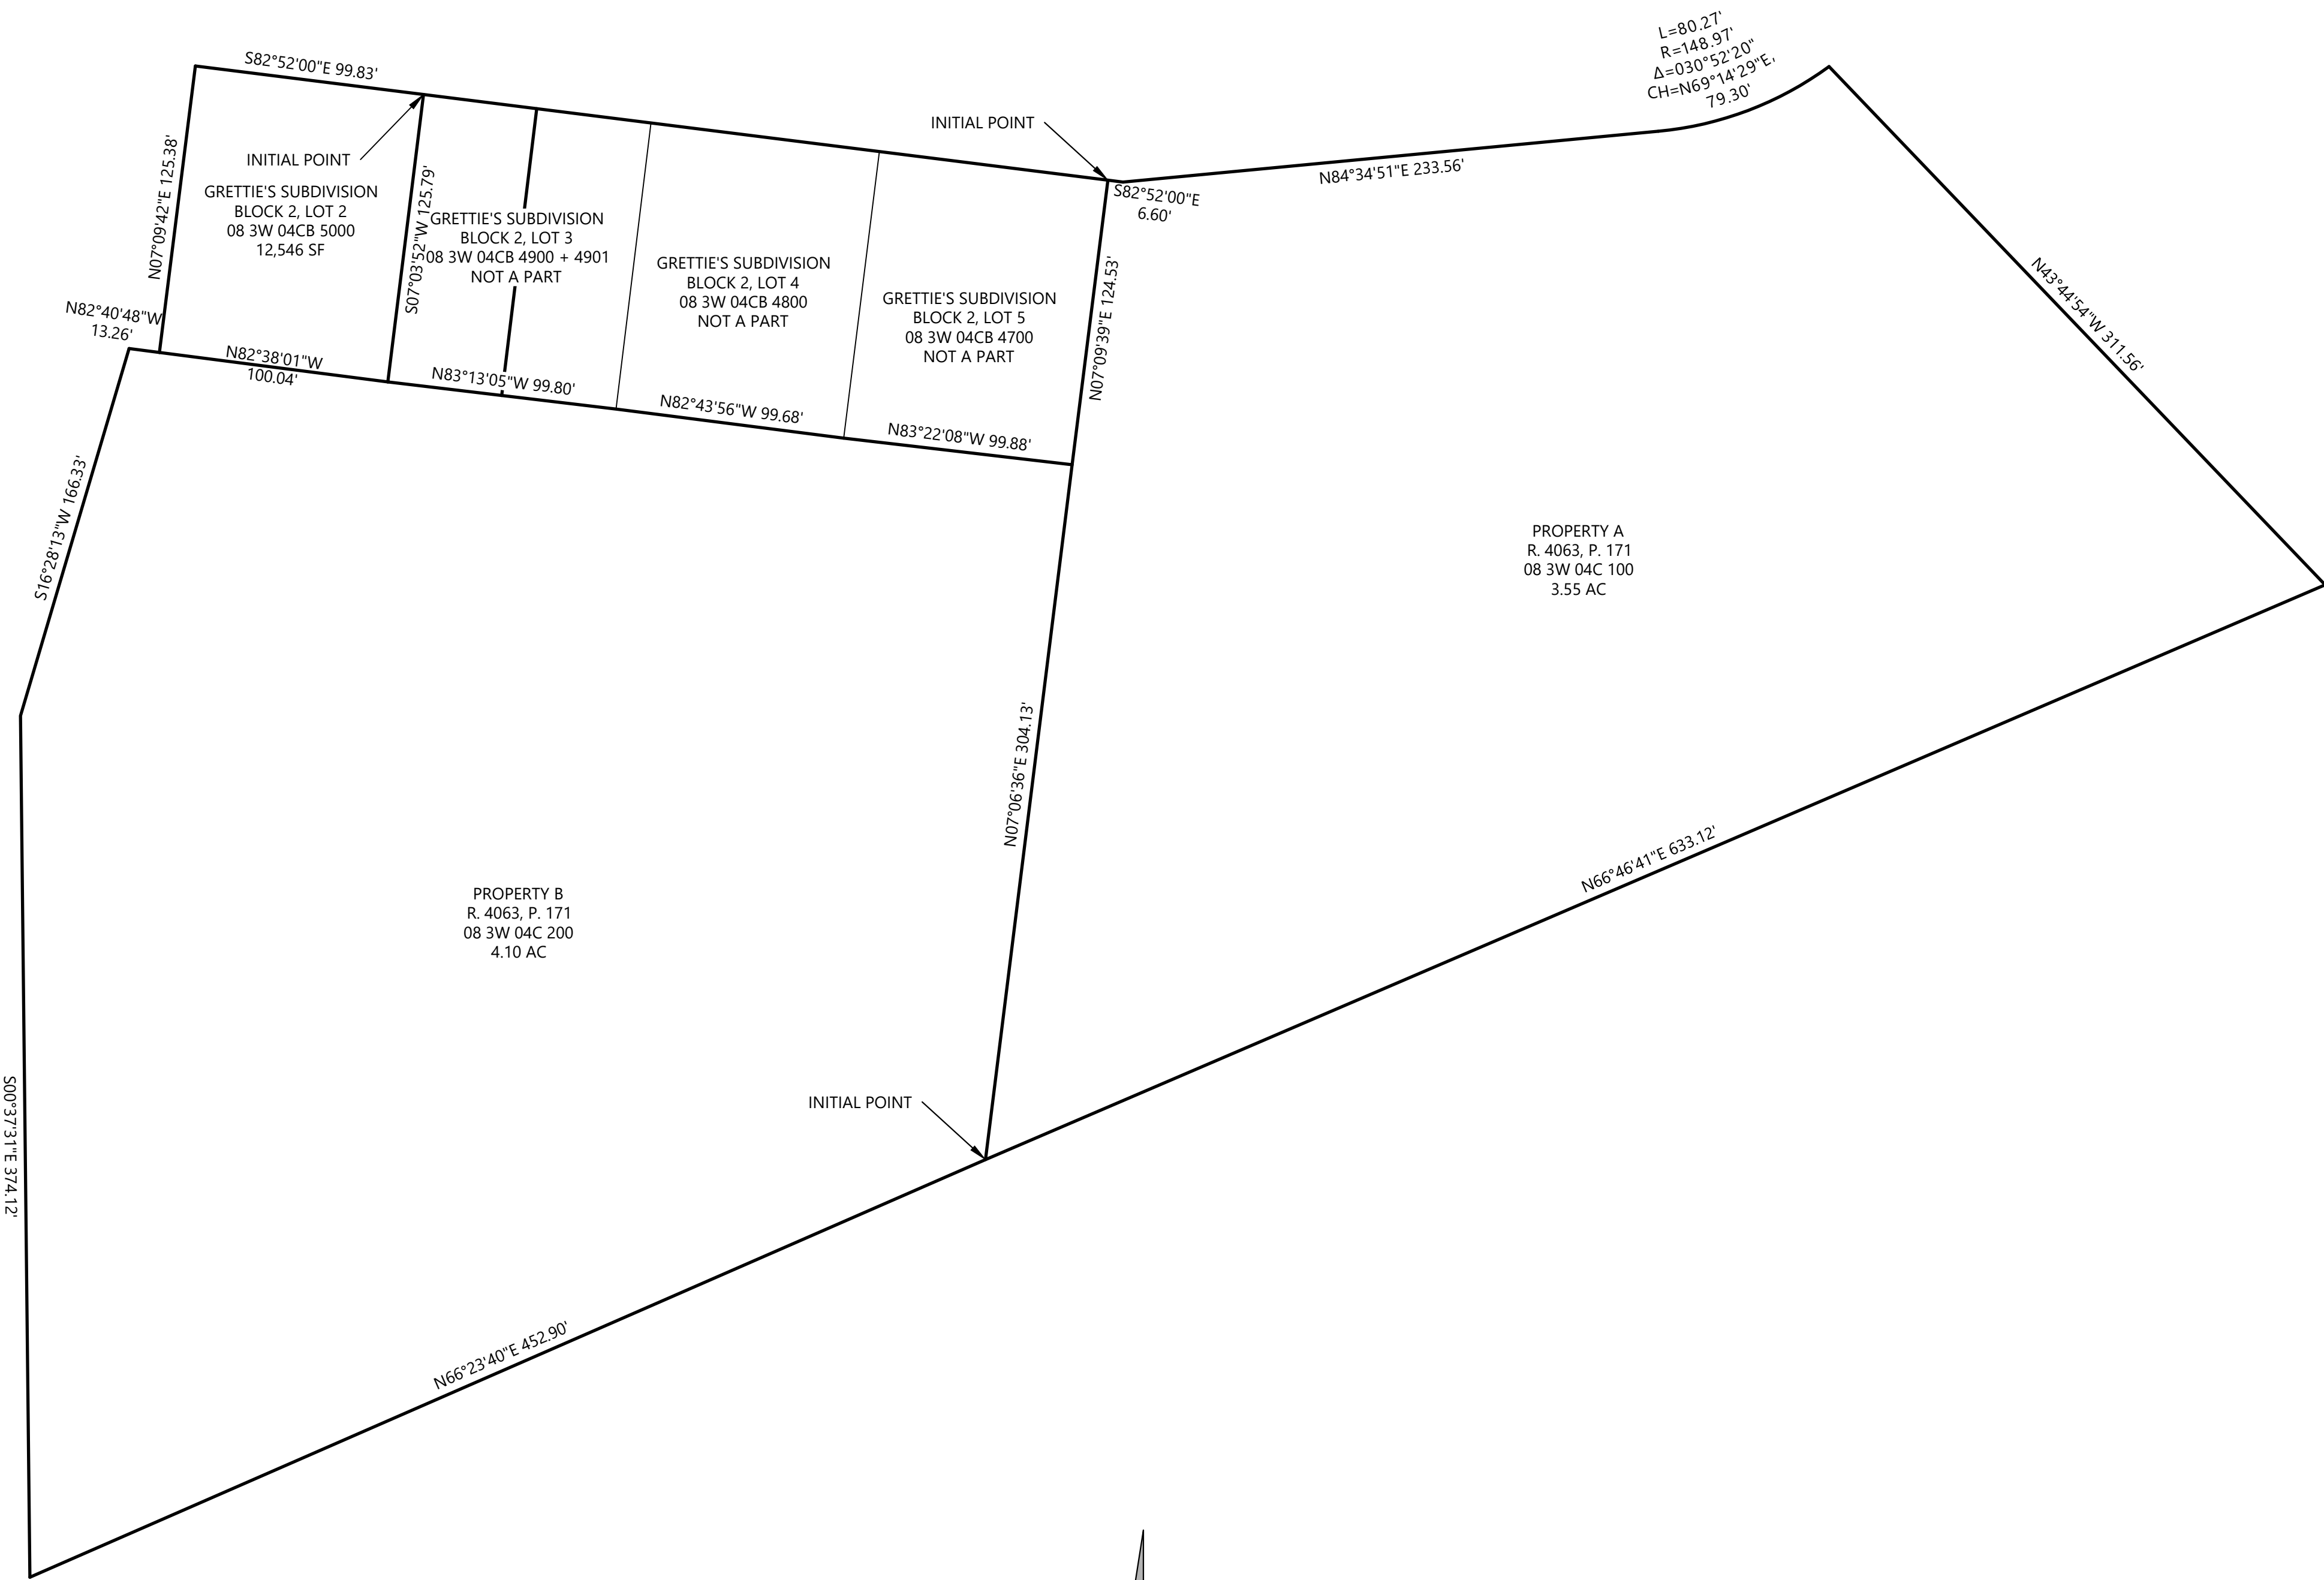 L=80.27'
R=148.97'
Δ=030°52'20"
CH=N69°14'29"E,
79.30'
S82°52'00"E 99.83'
INITIAL POINT
INITIAL POINT
GRETTIE'S SUBDIVISION
BLOCK 2, LOT 2
08 3W 04CB 5000
12,546 SF
N07°09'42"E 125.38'
S07°03'52"W 125.79'
GRETTIE'S SUBDIVISION
BLOCK 2, LOT 3
08 3W 04CB 4900 + 4901
NOT A PART
GRETTIE'S SUBDIVISION
BLOCK 2, LOT 4
08 3W 04CB 4800
NOT A PART
GRETTIE'S SUBDIVISION
BLOCK 2, LOT 5
08 3W 04CB 4700
NOT A PART
S82°52'00"E
6.60'
N84°34'51"E 233.56'
N07°09'39"E 124.53'
N43°44'54"W 311.56'
N82°40'48"W
13.26'
N82°38'01"W
100.04'
N83°13'05"W 99.80'
N82°43'56"W 99.68'
N83°22'08"W 99.88'
S16°28'13"W 166.33'
PROPERTY A
R. 4063, P. 171
08 3W 04C 100
3.55 AC
N07°06'36"E 304.13'
N66°46'41"E 633.12'
PROPERTY B
R. 4063, P. 171
08 3W 04C 200
4.10 AC
INITIAL POINT
S00°37'31"E 374.12'
N66°23'40"E 452.90'